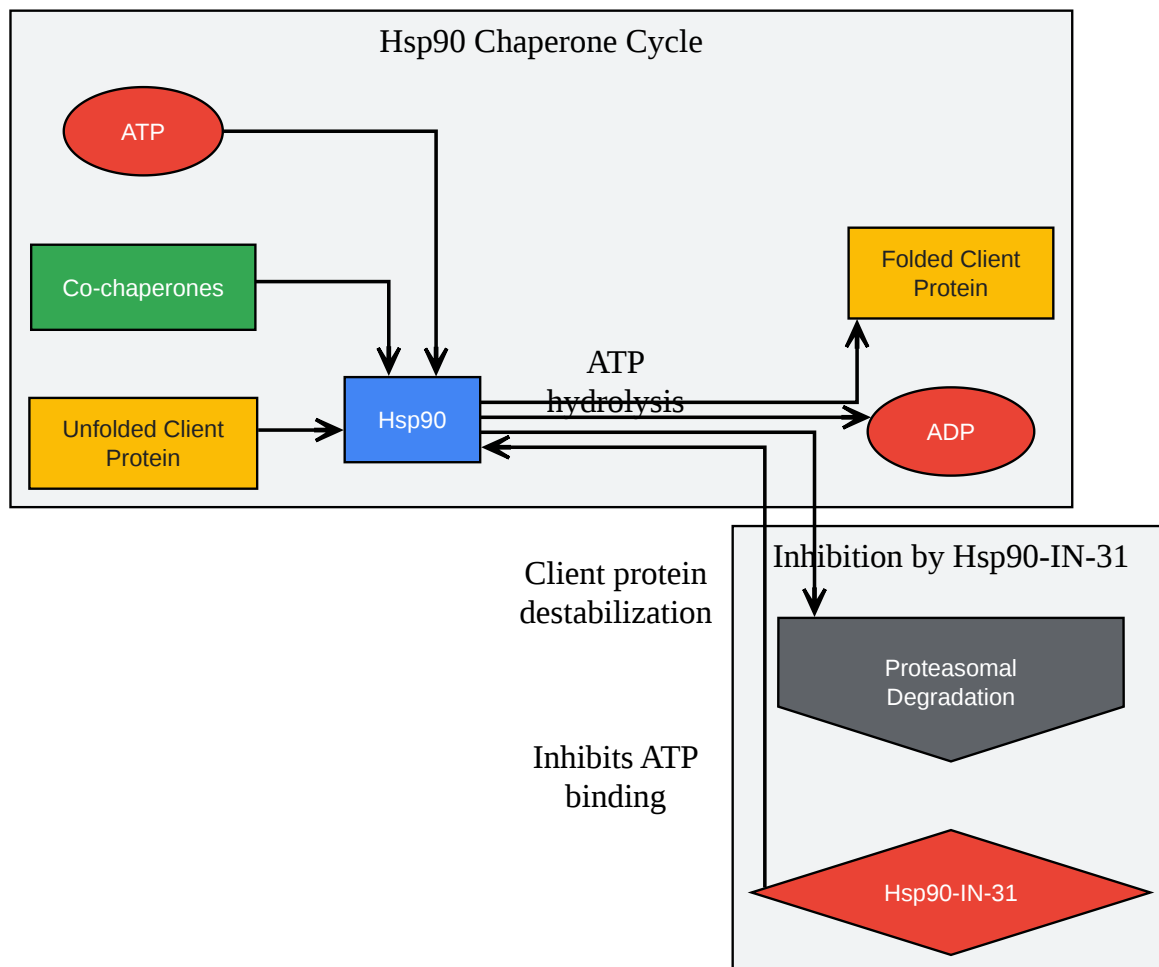 Hsp90 Chaperone Cycle
ATP
Co-chaperones
Folded Client
Protein
ATP
hydrolysis
Unfolded Client
Protein
Hsp90
ADP
Inhibition by Hsp90-IN-31
Client protein
destabilization
Proteasomal
Degradation
Inhibits ATP
binding
Hsp90-IN-31